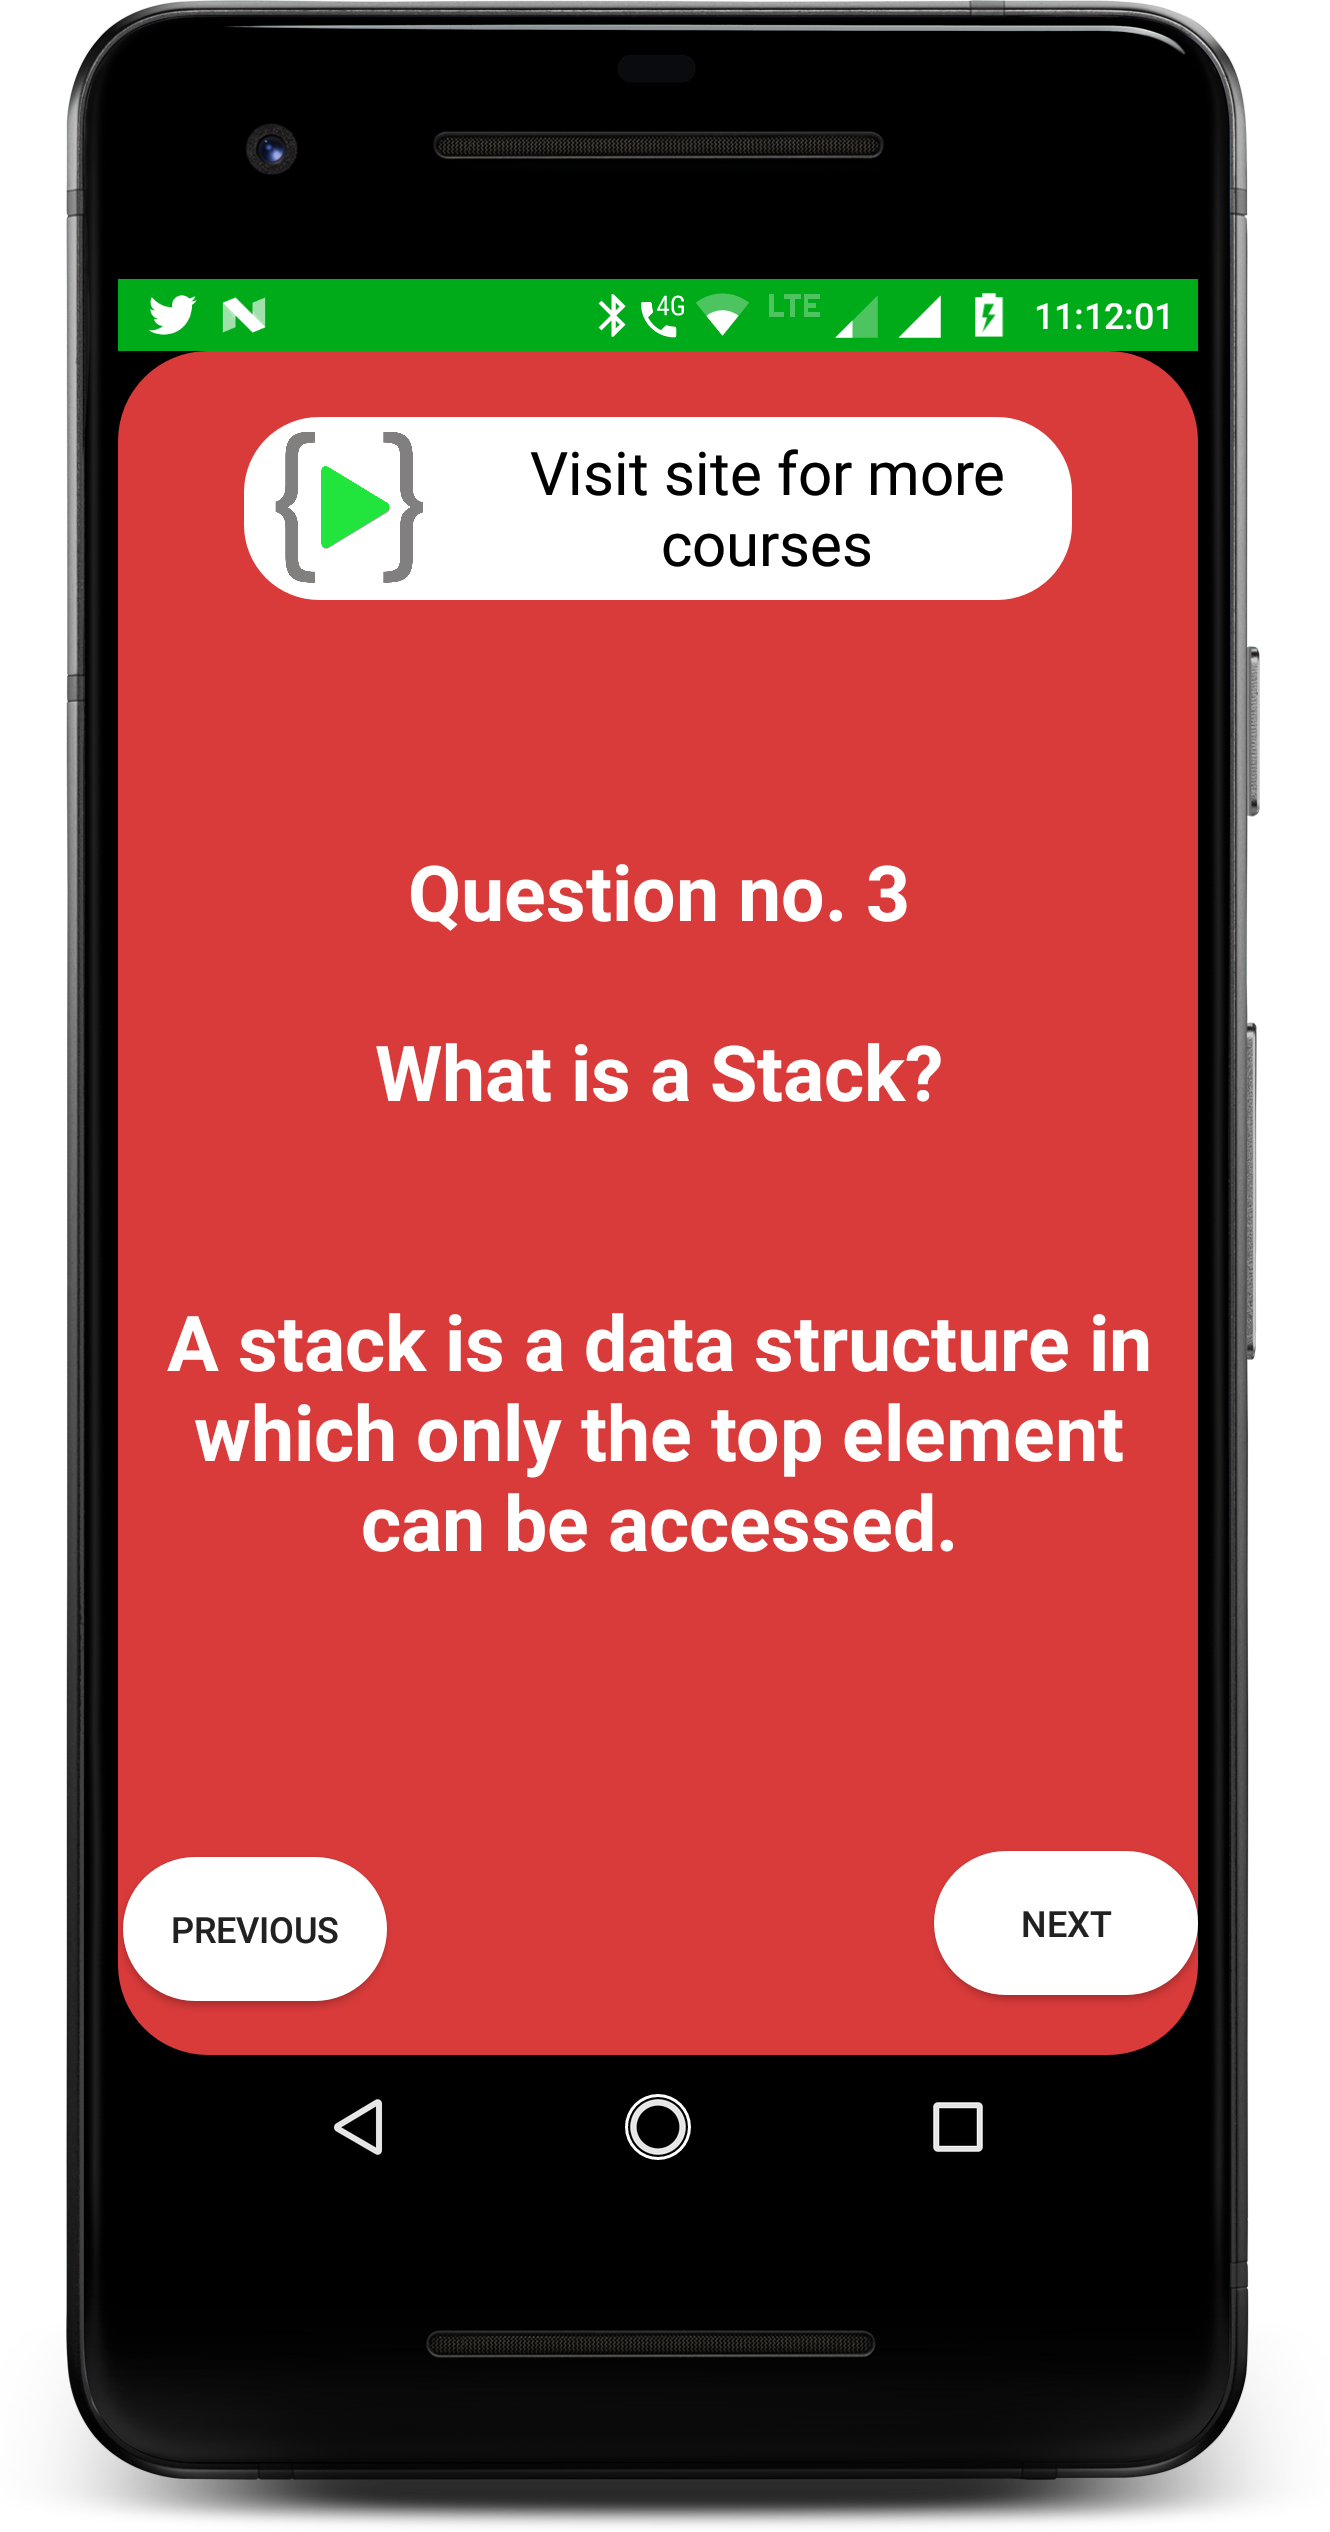 4G LTE 11:12:01
Visit site for more
courses
Question no. 3
What is a Stack?
A stack is a data structure in
which only the top element
can be accessed.
PREVIOUS
NEXT